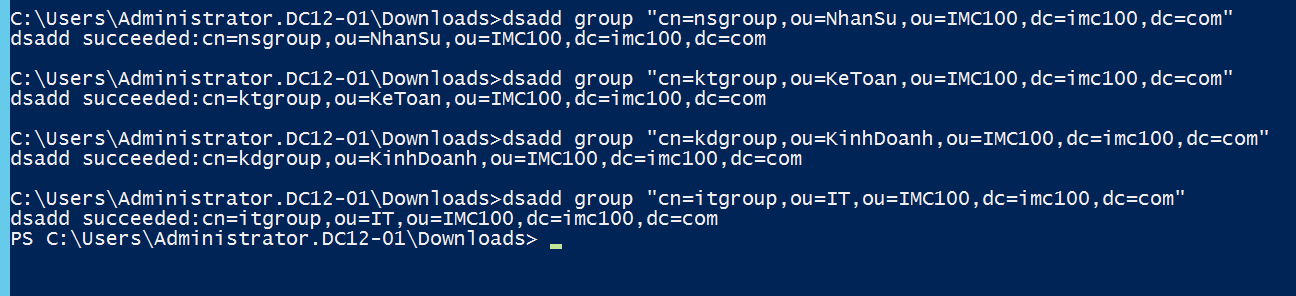 C:\Users\Administrator.DC12-01\Downloads>dsadd group "cn=nsgroup,ou=NhanSu,ou=IMC100,dc=imc100,dc=com"
dsadd succeeded:cn=nsgroup,ou=NhanSu,ou=IMC100,dc=imc100,dc=com
C:\Users\Administrator.DC12-01\Downloads>dsadd group "cn=ktgroup,ou=KeToan,ou=IMC100,dc=imc100,dc=com"
dsadd succeeded:cn=ktgroup,ou=KeToan,ou=IMC100,dc=imc100,dc=com
C:\Users\Administrator.DC12-01\Downloads>dsadd group "cn=kdgroup,ou=KinhDoanh,ou=IMC100,dc=imc100,dc=com"
dsadd succeeded:cn=kdgroup,ou=KinhDoanh,ou=IMC100,dc=imc100,dc=com
C:\Users\Administrator.DC12-01\Downloads>dsadd group "cn=itgroup,ou=IT,ou=IMC100,dc=imc100,dc=com"
dsadd succeeded:cn=itgroup,ou=IT,ou=IMC100,dc=imc100,dc=com
PS C:\Users\Administrator.DC12-01\Downloads>